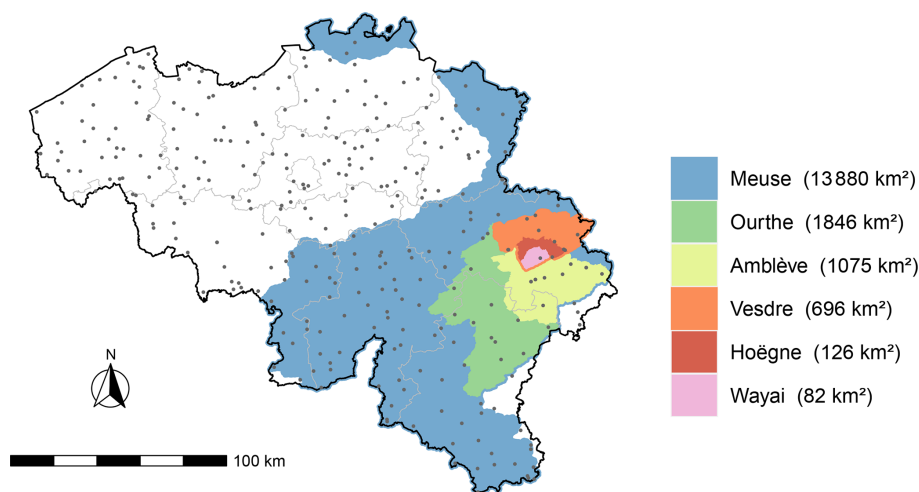 Meuse (13 880 km²)
Ourthe (1846 km²)
Amblève (1075 km²)
Vesdre (696 km²)
Hoëgne (126 km²)
Wayai (82 km²)
N
100 km